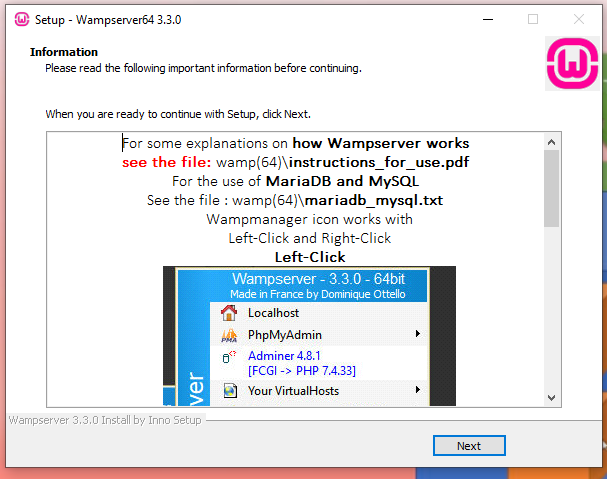 Setup - Wampserver64 3.3.0
Information
Please read the following important information before continuing.
When you are ready to continue with Setup, click Next.
For some explanations on how Wampserver works
see the file: wamp(64)\instructions_for_use.pdf
For the use of MariaDB and MySQL
See the file : wamp(64)\mariadb_mysql.txt
Wampmanager icon works with
Left-Click and Right-Click
Left-Click
Wampserver - 3.3.0 - 64bit
Made in France by Dominique Ottello
Localhost
PMA
PhpMyAdmin
Adminer 4.8.1
[FCGI -> PHP 7.4.33]
Your VirtualHosts
Wampserver 3.3.0 Install by Inno Setup
Next